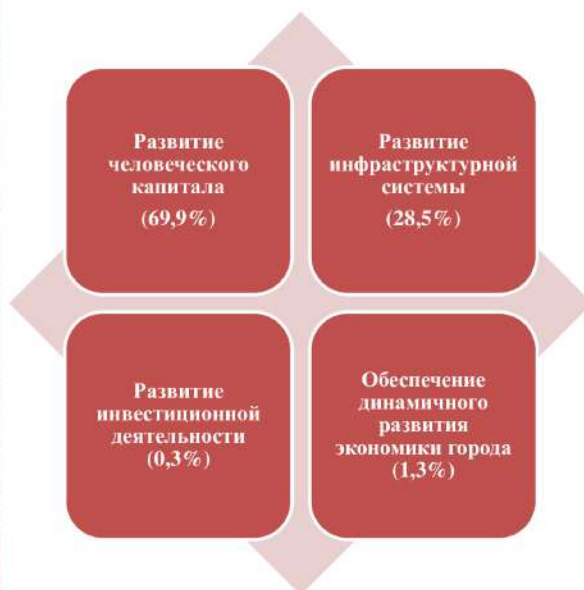 Развитие
человеческого
капитала
(69,9%)
Развитие
инфраструктурной
системы
(28,5%)
Развитие
инвестиционной
деятельности
(0,3%)
Обеспечение
динамичного
развития
экономики города
(1,3%)